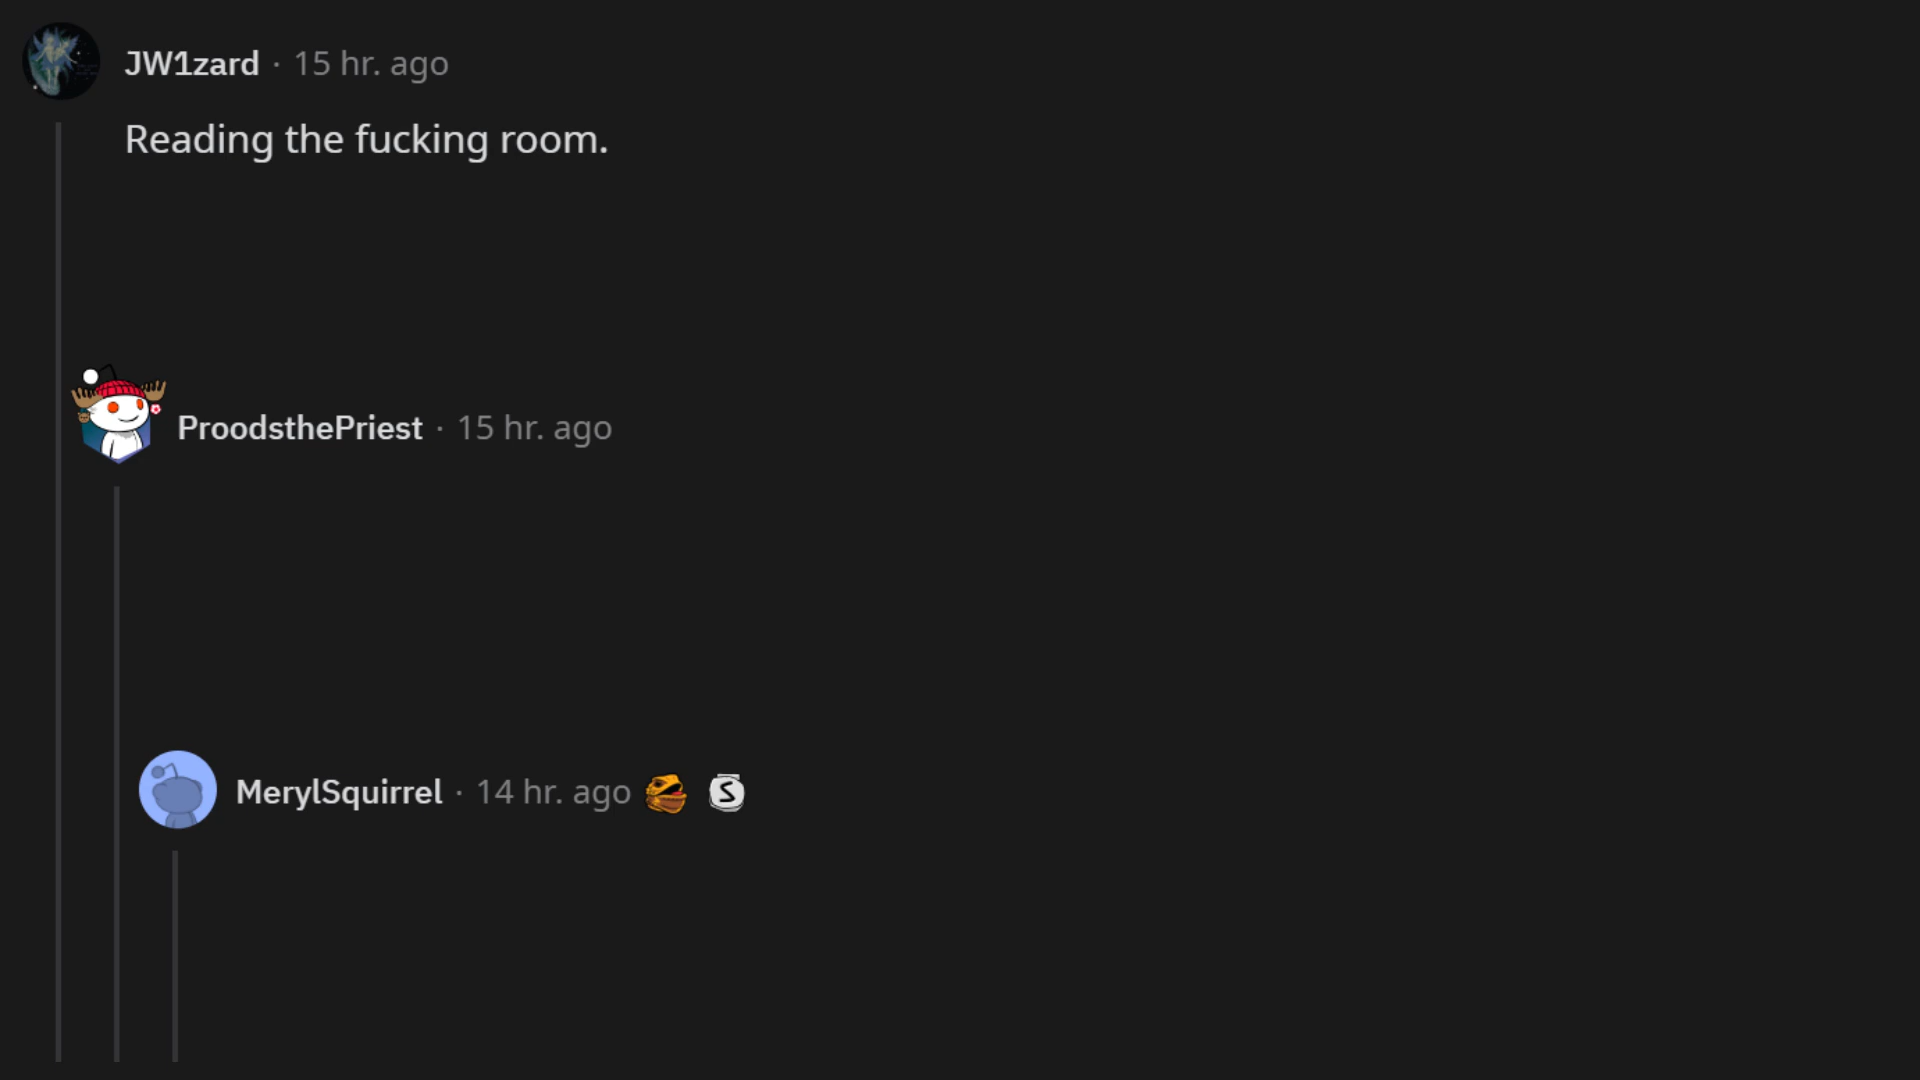 JW1zard · 15 hr. ago
Reading the fucking room.
ProodsthePriest · 15 hr. ago
MerylSquirrel · 14 hr. ago
S